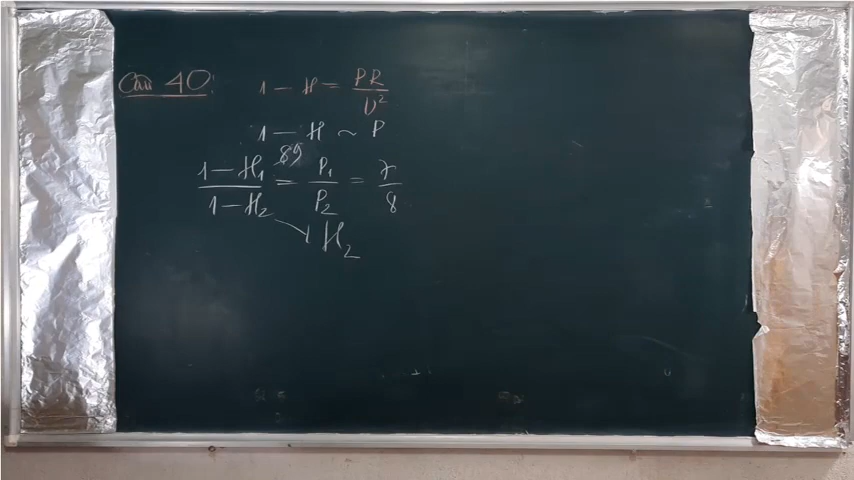 Câu 40:
1 - H = PR / U²
1 - H ~ P
89
(1 - H₁) / (1 - H₂) = P₁ / P₂ = 7 / 8
→ H₂